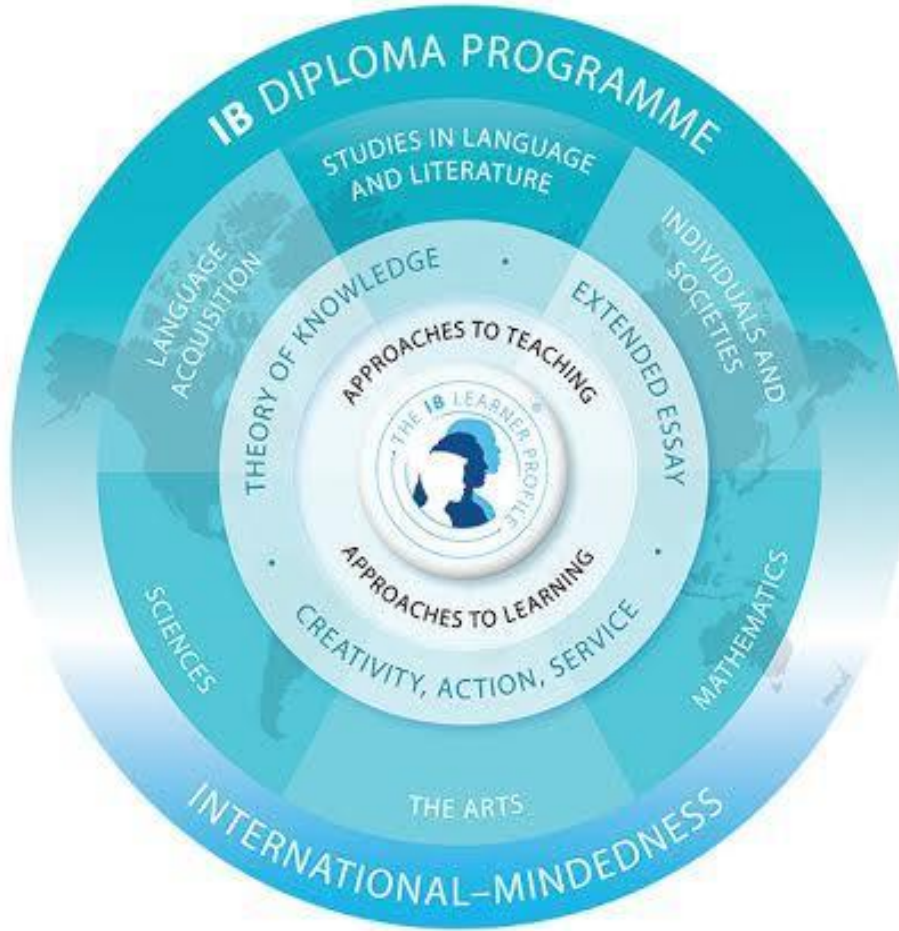 IB DIPLOMA PROGRAMME
STUDIES IN LANGUAGE
AND LITERATURE
LANGUAGE
ACQUISITION
INDIVIDUALS AND
SOCIETIES
THEORY OF KNOWLEDGE
EXTENDED ESSAY
APPROACHES TO TEACHING
THE IB LEARNER PROFILE
®
APPROACHES TO LEARNING
CREATIVITY, ACTION, SERVICE
SCIENCES
MATHEMATICS
THE ARTS
INTERNATIONAL–MINDEDNESS